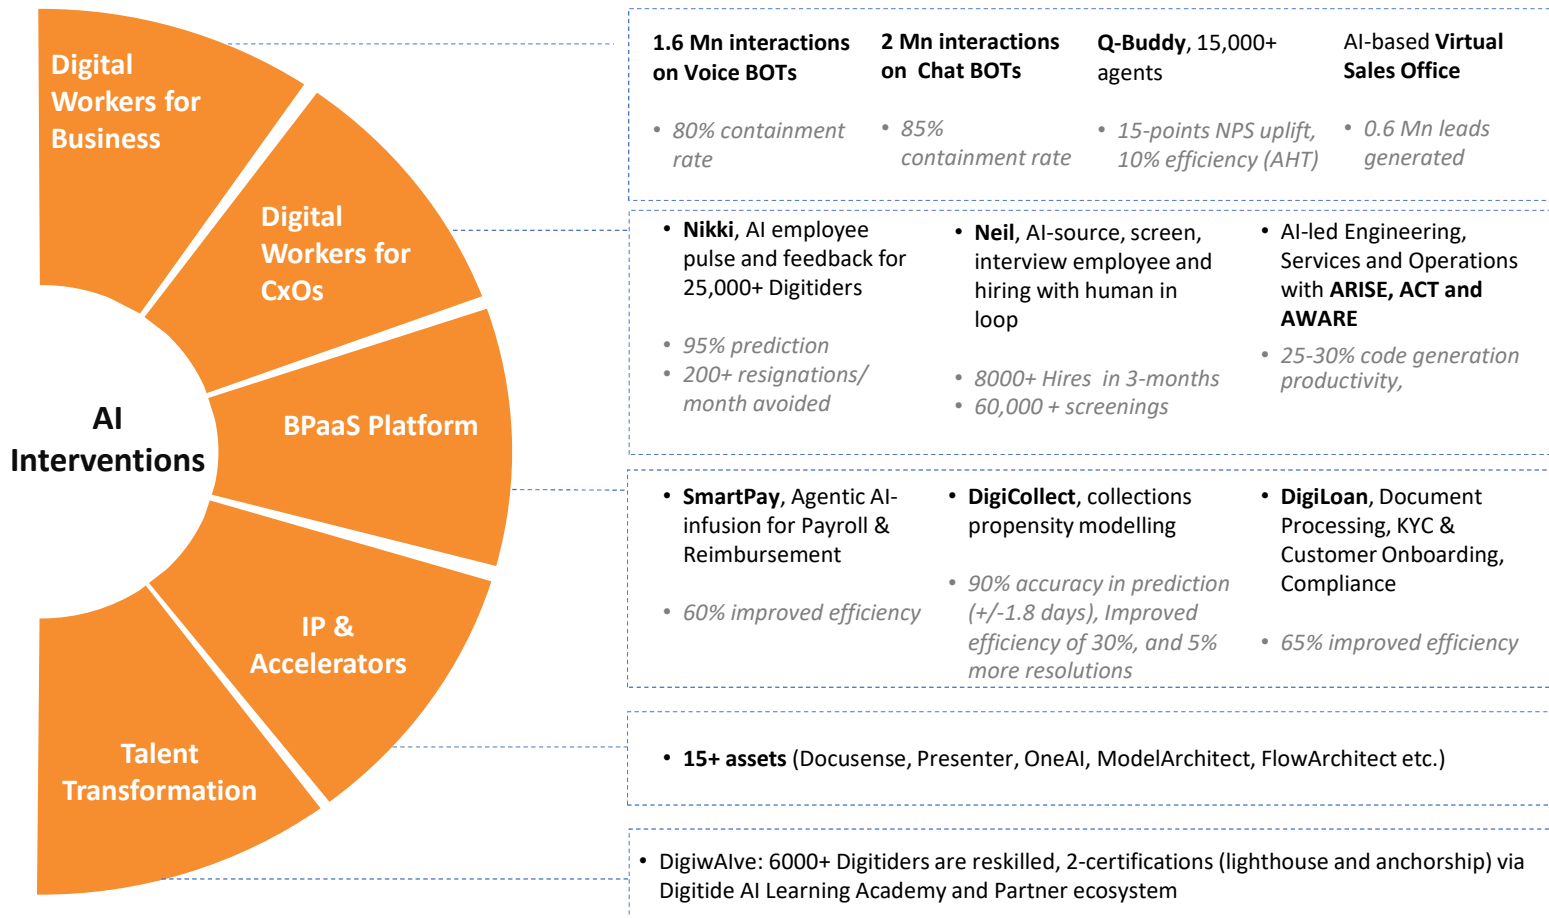 AI
Interventions
Digital
Workers for
Business
1.6 Mn interactions
on Voice BOTs
• 80% containment
rate
2 Mn interactions
on Chat BOTs
• 85%
containment rate
Q-Buddy, 15,000+
agents
• 15-points NPS uplift,
10% efficiency (AHT)
AI-based Virtual
Sales Office
• 0.6 Mn leads
generated
Digital
Workers for
CxOs
• Nikki, AI employee
pulse and feedback for
25,000+ Digitiders
• 95% prediction
• 200+ resignations/
month avoided
• Neil, AI-source, screen,
interview employee and
hiring with human in
loop
• 8000+ Hires in 3-months
• 60,000 + screenings
• AI-led Engineering,
Services and Operations
with ARISE, ACT and
AWARE
• 25-30% code generation
productivity,
BPaaS Platform
• SmartPay, Agentic AI-
infusion for Payroll &
Reimbursement
• 60% improved efficiency
• DigiCollect, collections
propensity modelling
• 90% accuracy in prediction
(+/-1.8 days), Improved
efficiency of 30%, and 5%
more resolutions
• DigiLoan, Document
Processing, KYC &
Customer Onboarding,
Compliance
• 65% improved efficiency
IP &
Accelerators
• 15+ assets (Docusense, Presenter, OneAI, ModelArchitect, FlowArchitect etc.)
Talent
Transformation
• DigiwAIve: 6000+ Digitiders are reskilled, 2-certifications (lighthouse and anchorship) via
Digitide AI Learning Academy and Partner ecosystem